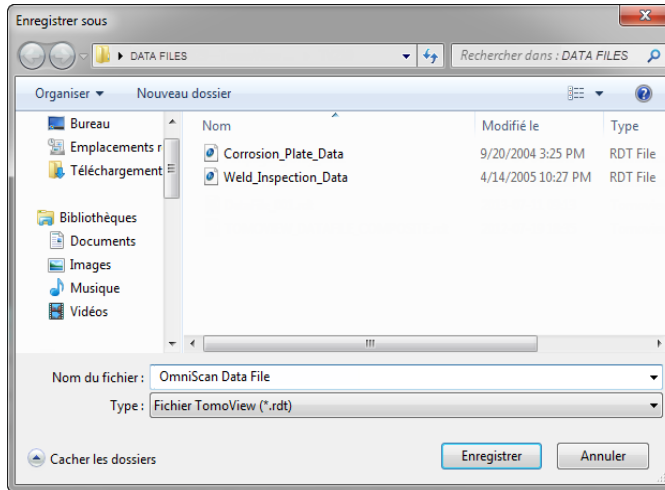 Enregistrer sous
DATA FILES
Rechercher dans : DATA FILES
Organiser
Nouveau dossier
Bureau
Emplacements r
Téléchargement
Bibliothèques
Documents
Images
Musique
Vidéos
Nom
Modifié le
Type
Corrosion_Plate_Data
9/20/2004 3:25 PM
RDT File
Weld_Inspection_Data
4/14/2005 10:27 PM
RDT File
Nom du fichier : OmniScan Data File
Type : Fichier TomoView (*.rdt)
Cacher les dossiers
Enregistrer
Annuler